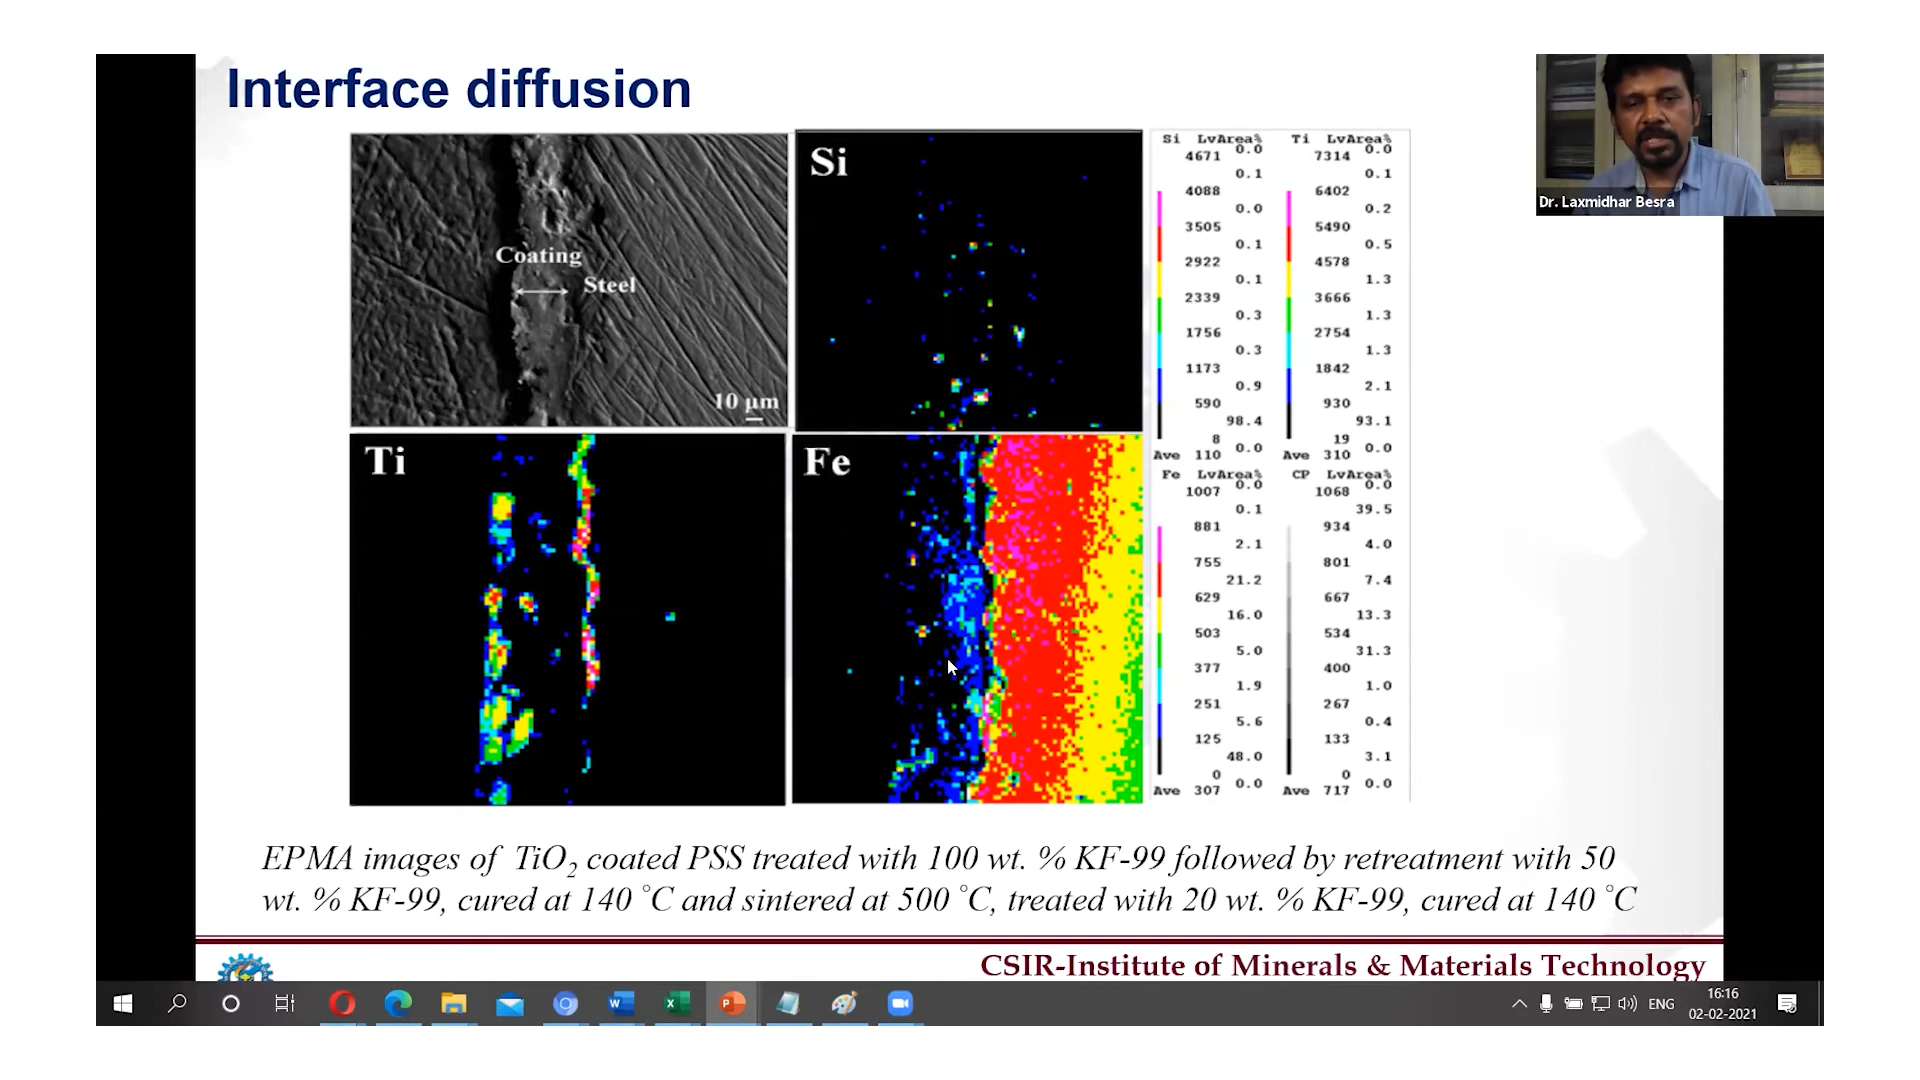 Interface diffusion
Dr. Laxmidhar Besra
Coating
Steel
10 µm
Si
Ti
Fe
Si LvArea% Ti LvArea%
4671 0.0 7314 0.0
0.1 0.1
4088 6402
0.0 0.2
3505 5490
0.1 0.5
2922 4578
0.1 1.3
2339 3666
0.3 1.3
1756 2754
0.3 1.3
1173 1842
0.9 2.1
590 930
98.4 93.1
8 19
Ave 110 0.0 Ave 310 0.0
Fe LvArea% CP LvArea%
1007 0.0 1068 0.0
0.1 39.5
881 934
2.1 4.0
755 801
21.2 7.4
629 667
16.0 13.3
503 534
5.0 31.3
377 400
1.9 1.0
251 267
5.6 0.4
125 133
48.0 3.1
0 0
Ave 307 0.0 Ave 717 0.0
EPMA images of TiO₂ coated PSS treated with 100 wt. % KF-99 followed by retreatment with 50
wt. % KF-99, cured at 140 ˚C and sintered at 500 ˚C, treated with 20 wt. % KF-99, cured at 140 ˚C
CSIR-Institute of Minerals & Materials Technology
ENG
16:16
02-02-2021